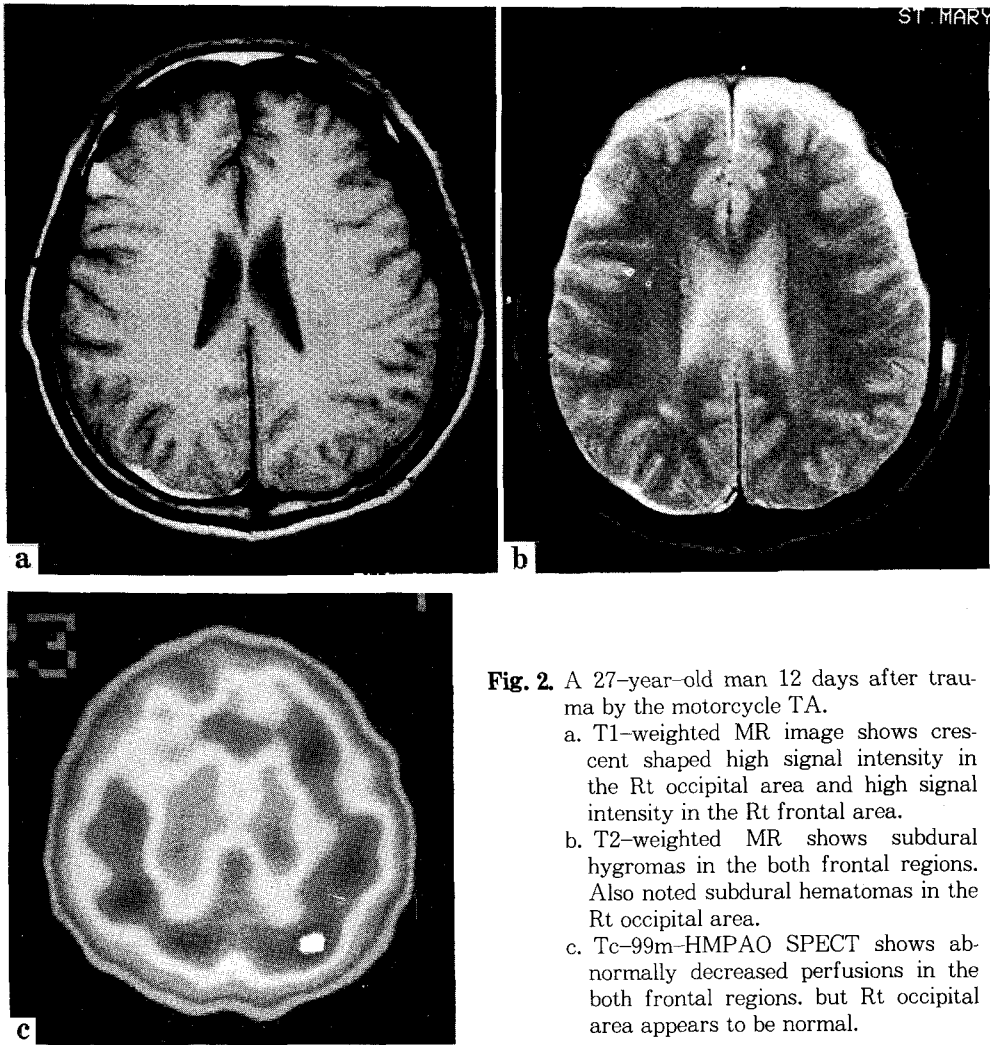 ST.MARY
a
b
23
c
Fig. 2. A 27-year-old man 12 days after trau-
ma by the motorcycle TA.
a. T1-weighted MR image shows cres-
cent shaped high signal intensity in
the Rt occipital area and high signal
intensity in the Rt frontal area.
b. T2-weighted MR shows subdural
hygromas in the both frontal regions.
Also noted subdural hematomas in the
Rt occipital area.
c. Tc-99m-HMPAO SPECT shows ab-
normally decreased perfusions in the
both frontal regions. but Rt occipital
area appears to be normal.